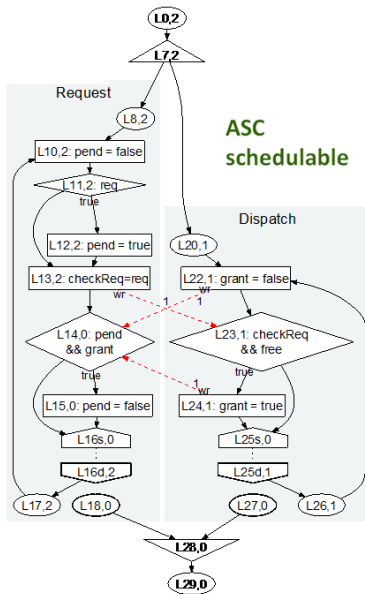 L0,2
L7,2
Request
L8,2
ASC
schedulable
L10,2: pend = false
L11,2: req
true
Dispatch
L12,2: pend = true
L20,1
L13,2: checkReq=req
L22,1: grant = false
wr
1
wr
1
L14,0: pend
&& grant
L23,1: checkReq
&& free
true
true
1
wr
L15,0: pend = false
L24,1: grant = true
L16s,0
L25s,0
L16d,2
L25d,1
L17,2
L18,0
L27,0
L26,1
L28,0
L29,0